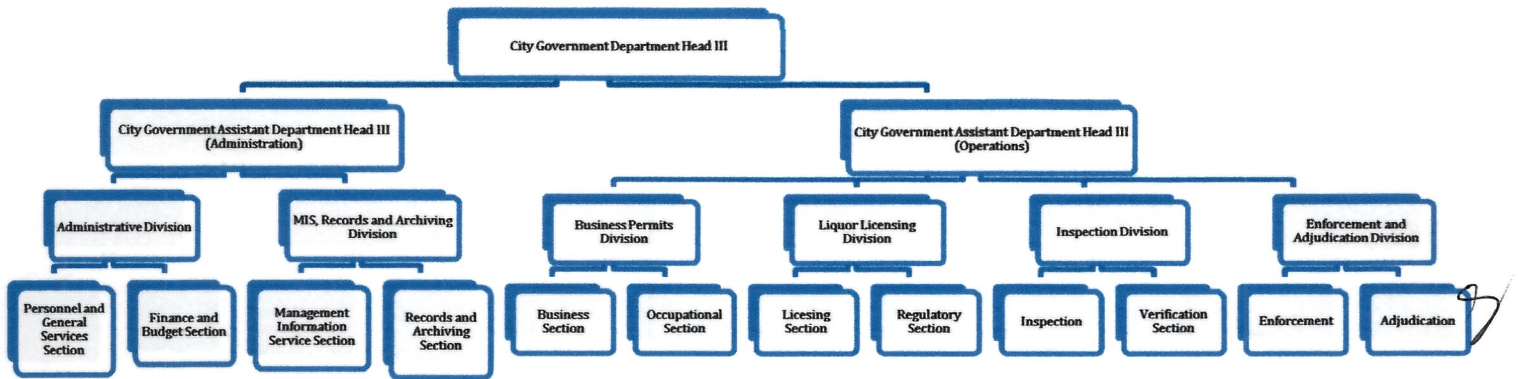 City Government Department Head III
City Government Assistant Department Head III
(Administration)
City Government Assistant Department Head III
(Operations)
Administrative Division
MIS, Records and Archiving
Division
Business Permits
Division
Liquor Licensing
Division
Inspection Division
Enforcement and
Adjudication Division
Personnel and
General
Services
Section
Finance and
Budget Section
Management
Information
Service Section
Records and
Archiving
Section
Business
Section
Occupational
Section
Licesing
Section
Regulatory
Section
Inspection
Verification
Section
Enforcement
Adjudication